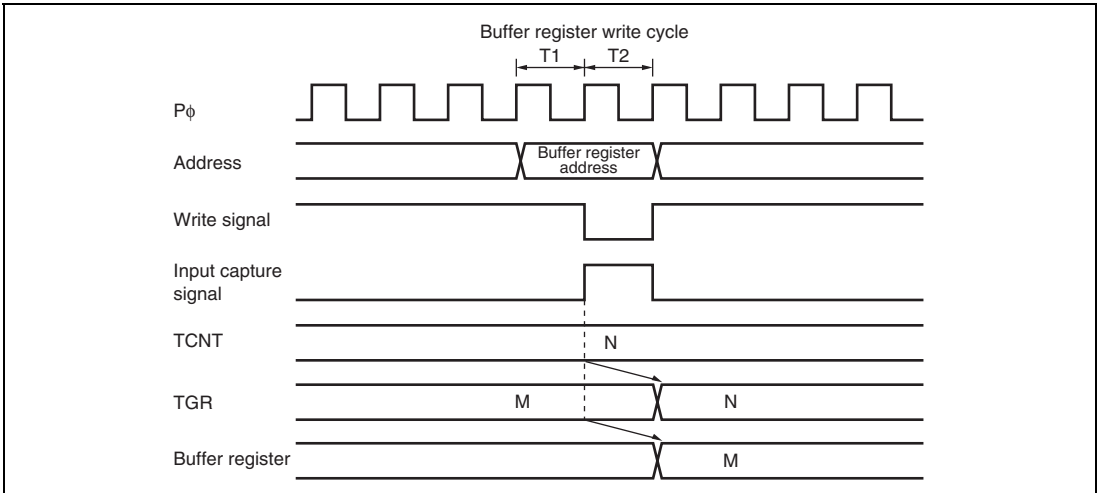 Buffer register write cycle
T1 T2
Pϕ
Address
Buffer register
address
Write signal
Input capture
signal
TCNT
N
TGR
M N
Buffer register
M